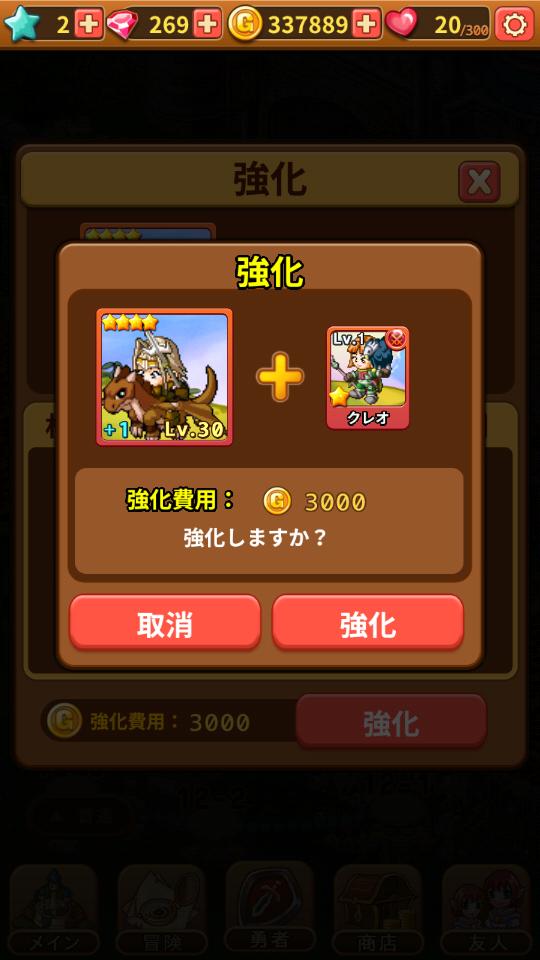 2 269 337889 20/300
強化
強化
+1 Lv.30
Lv.1
クレオ
強化費用： 3000
強化しますか？
取消 強化
強化費用： 3000 強化
メイン 冒険 勇者 商店 友人